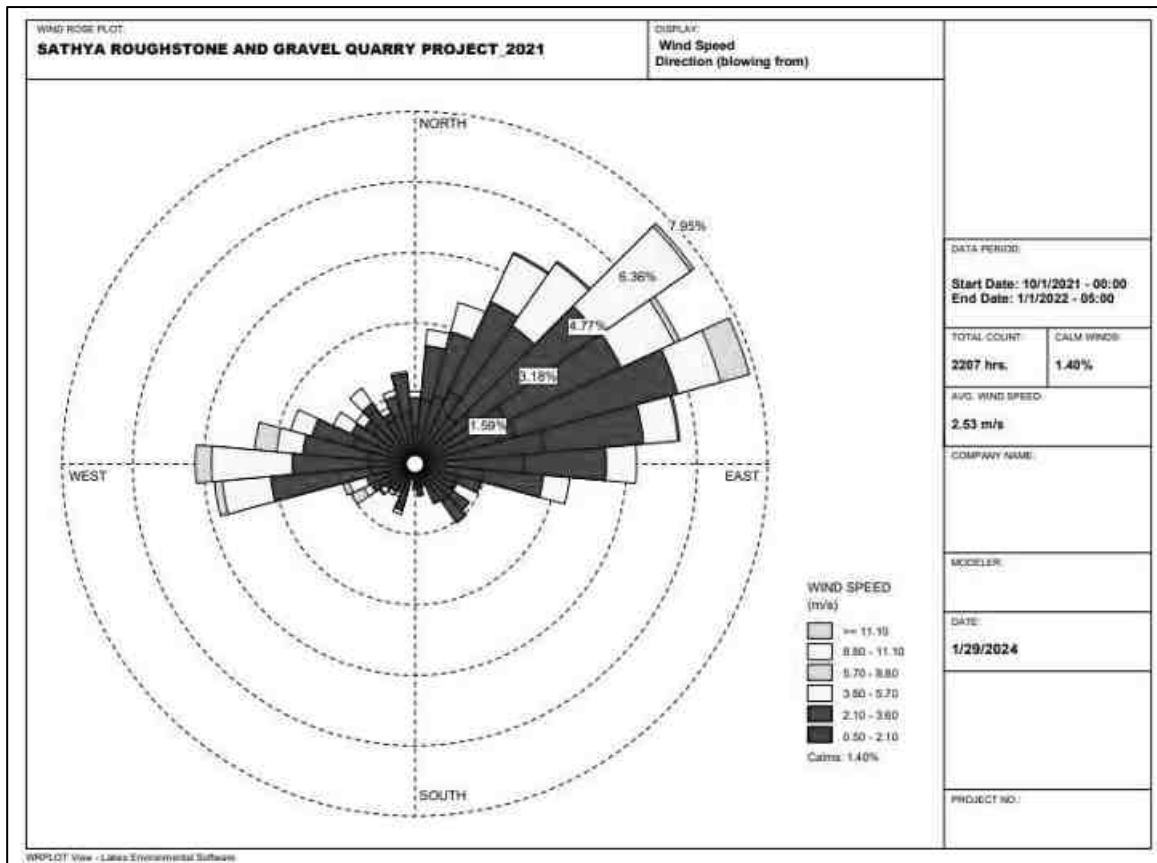 WIND ROSE PLOT:
SATHYA ROUGHSTONE AND GRAVEL QUARRY PROJECT_2021
DISPLAY:
Wind Speed
Direction (blowing from)
NORTH
7.95%
6.36%
4.77%
3.18%
1.59%
WEST
EAST
SOUTH
WIND SPEED
(m/s)
>= 11.10
8.80 - 11.10
5.70 - 8.80
3.60 - 5.70
2.10 - 3.60
0.50 - 2.10
Calms: 1.40%
DATA PERIOD:
Start Date: 10/1/2021 - 00:00
End Date: 1/1/2022 - 05:00
TOTAL COUNT:
2207 hrs.
CALM WINDS:
1.40%
AVG. WIND SPEED:
2.53 m/s
COMPANY NAME:
MODELER:
DATE:
1/29/2024
PROJECT NO.:
WRPLOT View - Lakes Environmental Software